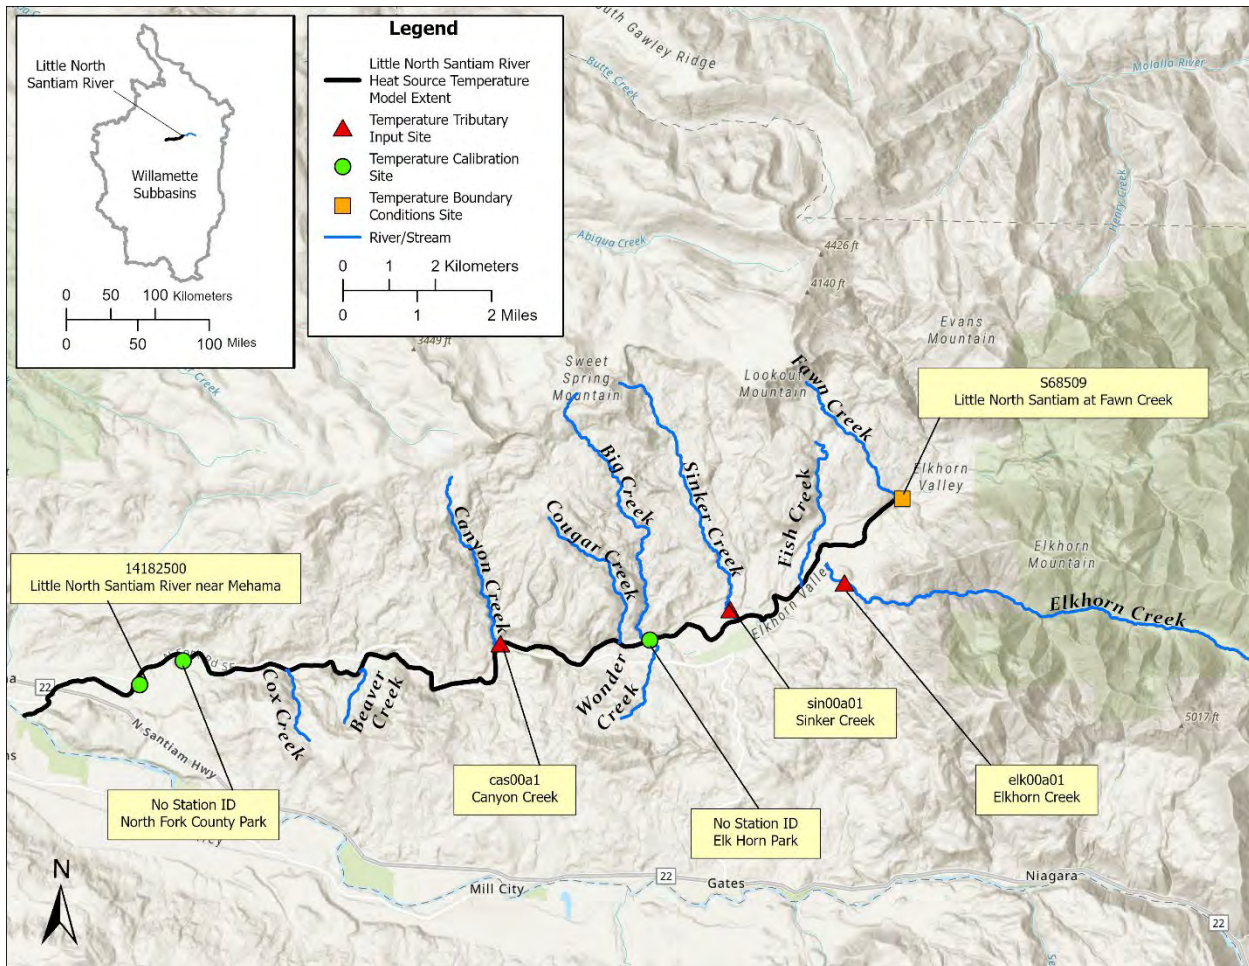 Little North
Santiam River
Willamette
Subbasins
0 50 100 Kilometers
0 50 100 Miles
Legend
Little North Santiam River
Heat Source Temperature
Model Extent
Temperature Tributary
Input Site
Temperature Calibration
Site
Temperature Boundary
Conditions Site
River/Stream
0 1 2 Kilometers
0 1 2 Miles
South Gawley Ridge
Butte Creek
Molalla River
Henry Creek
Abiqua Creek
4426 ft
4140 ft
3449 ft
Creek
Evans
Mountain
Sweet
Spring
Mountain
Lookout
Mountain
Fawn Creek
S68509
Little North Santiam at Fawn Creek
Elkhorn
Valley
Big Creek
Sinker Creek
Fish Creek
Canyon Creek
Cougar Creek
Elkhorn
Mountain
Elkhorn Creek
Elkhorn Valley
14182500
Little North Santiam River near Mehama
22
N Santiam Hwy
Cox Creek
Beaver
Creek
Wonder
Creek
sin00a01
Sinker Creek
5017 ft
cas00a1
Canyon Creek
elk00a01
Elkhorn Creek
No Station ID
North Fork County Park
No Station ID
Elk Horn Park
N
Mill City
22
Gates
Niagara
22